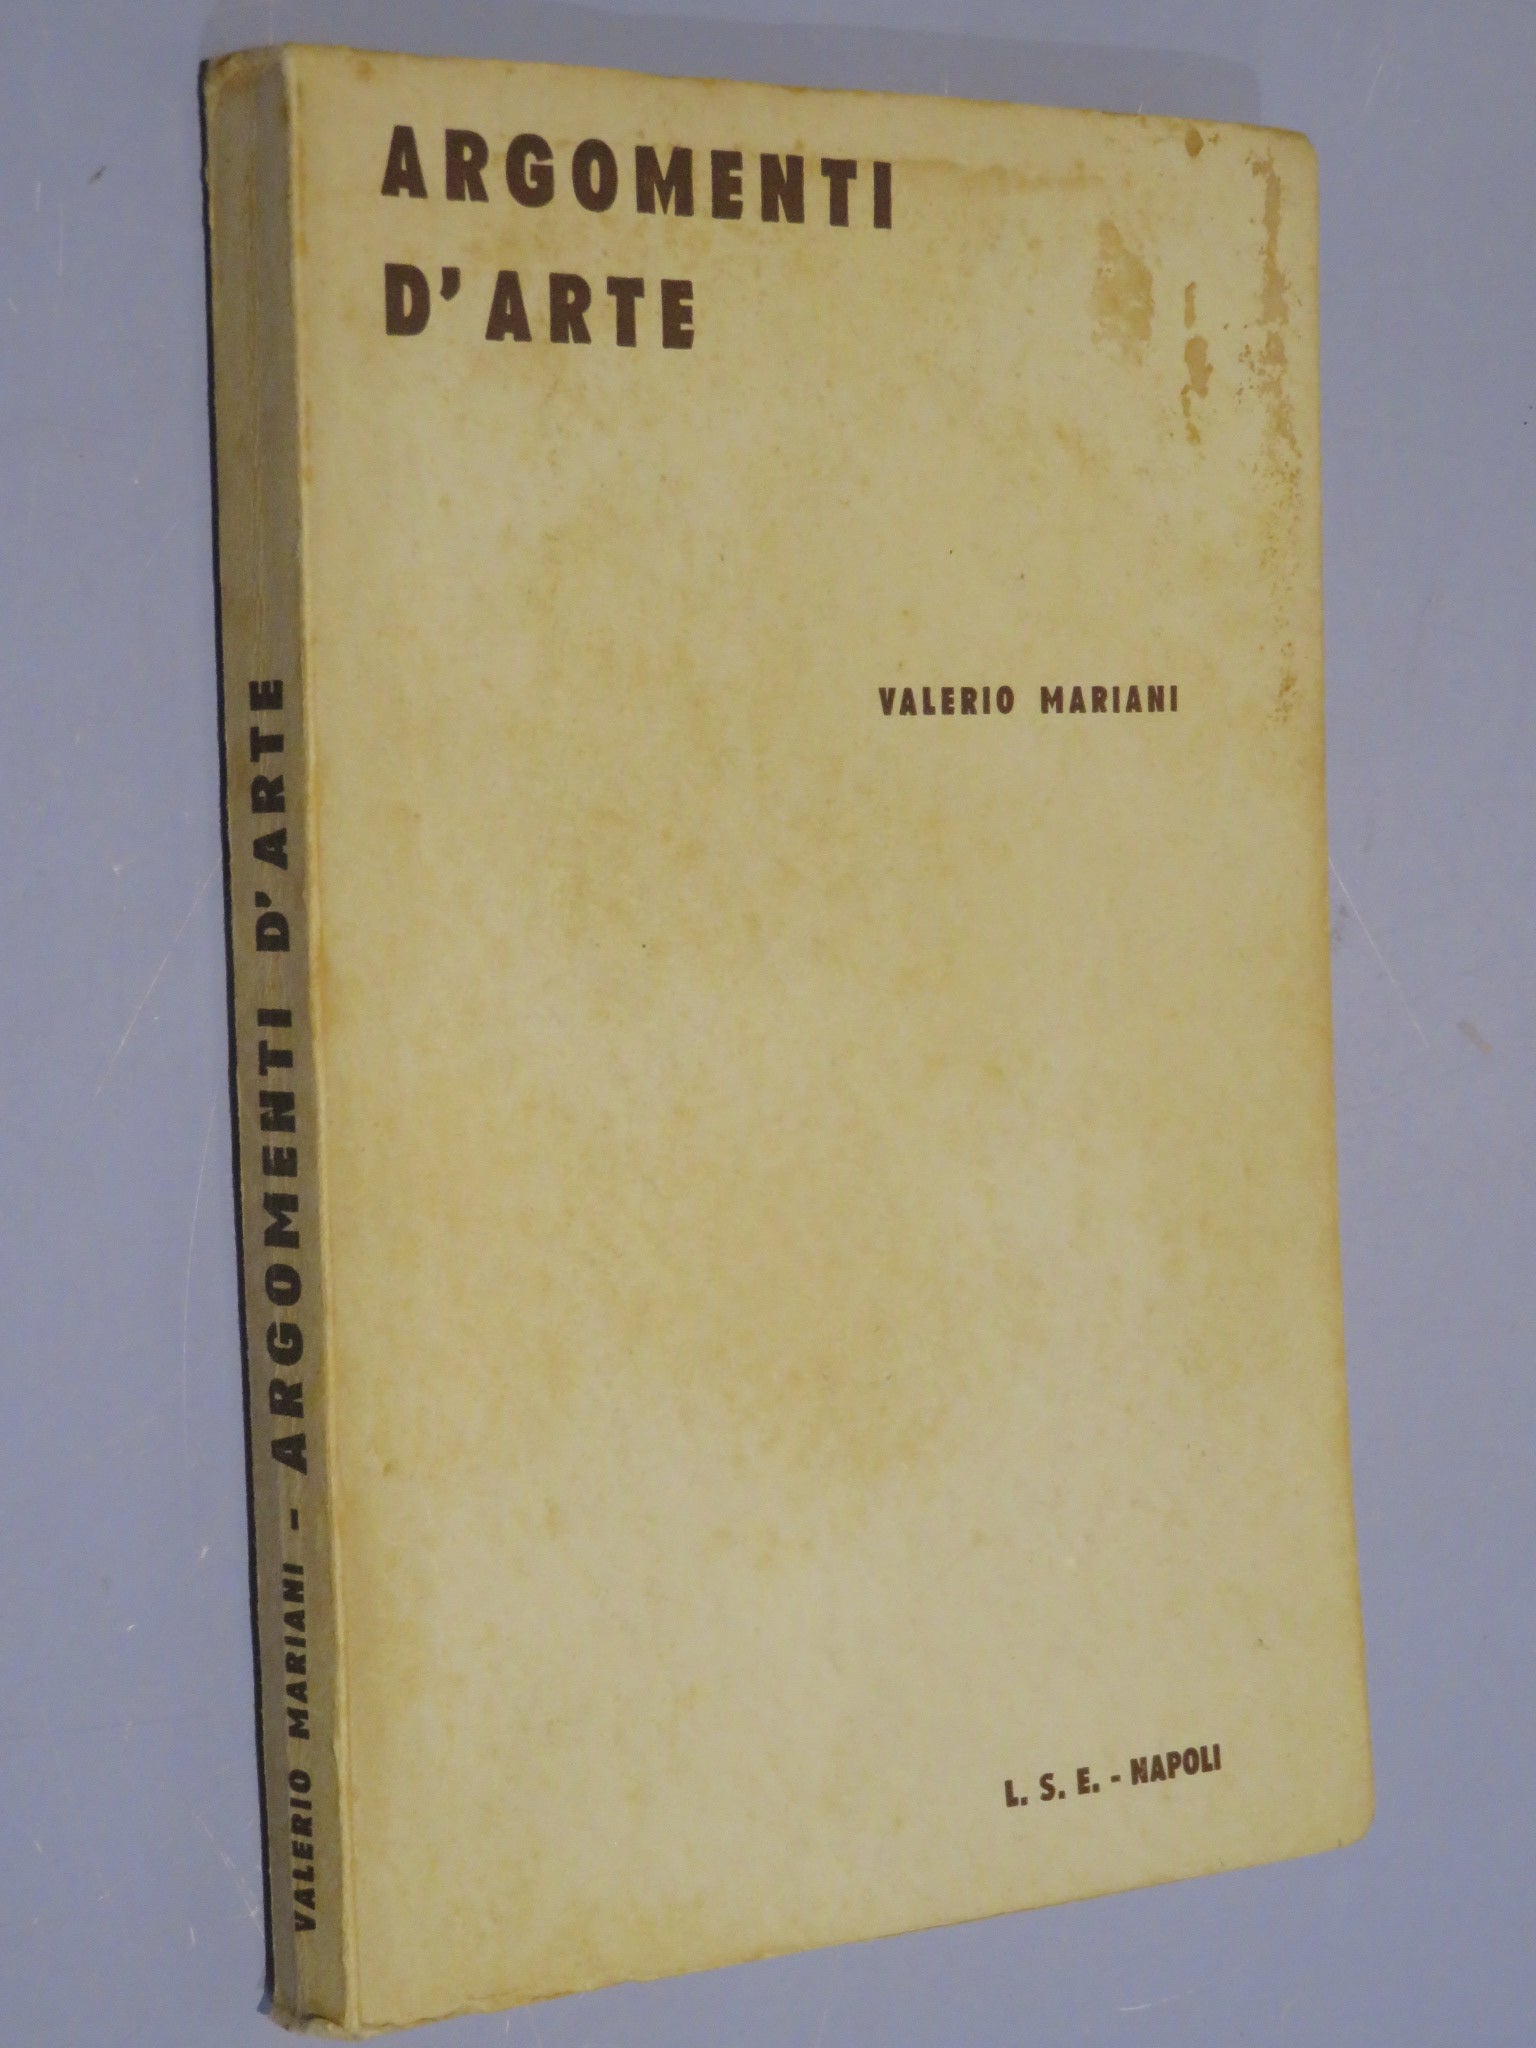 ARGOMENTI
D'ARTE
VALERIO MARIANI
L. S. E. - NAPOLI
VALERIO MARIANI - ARGOMENTI D'ARTE